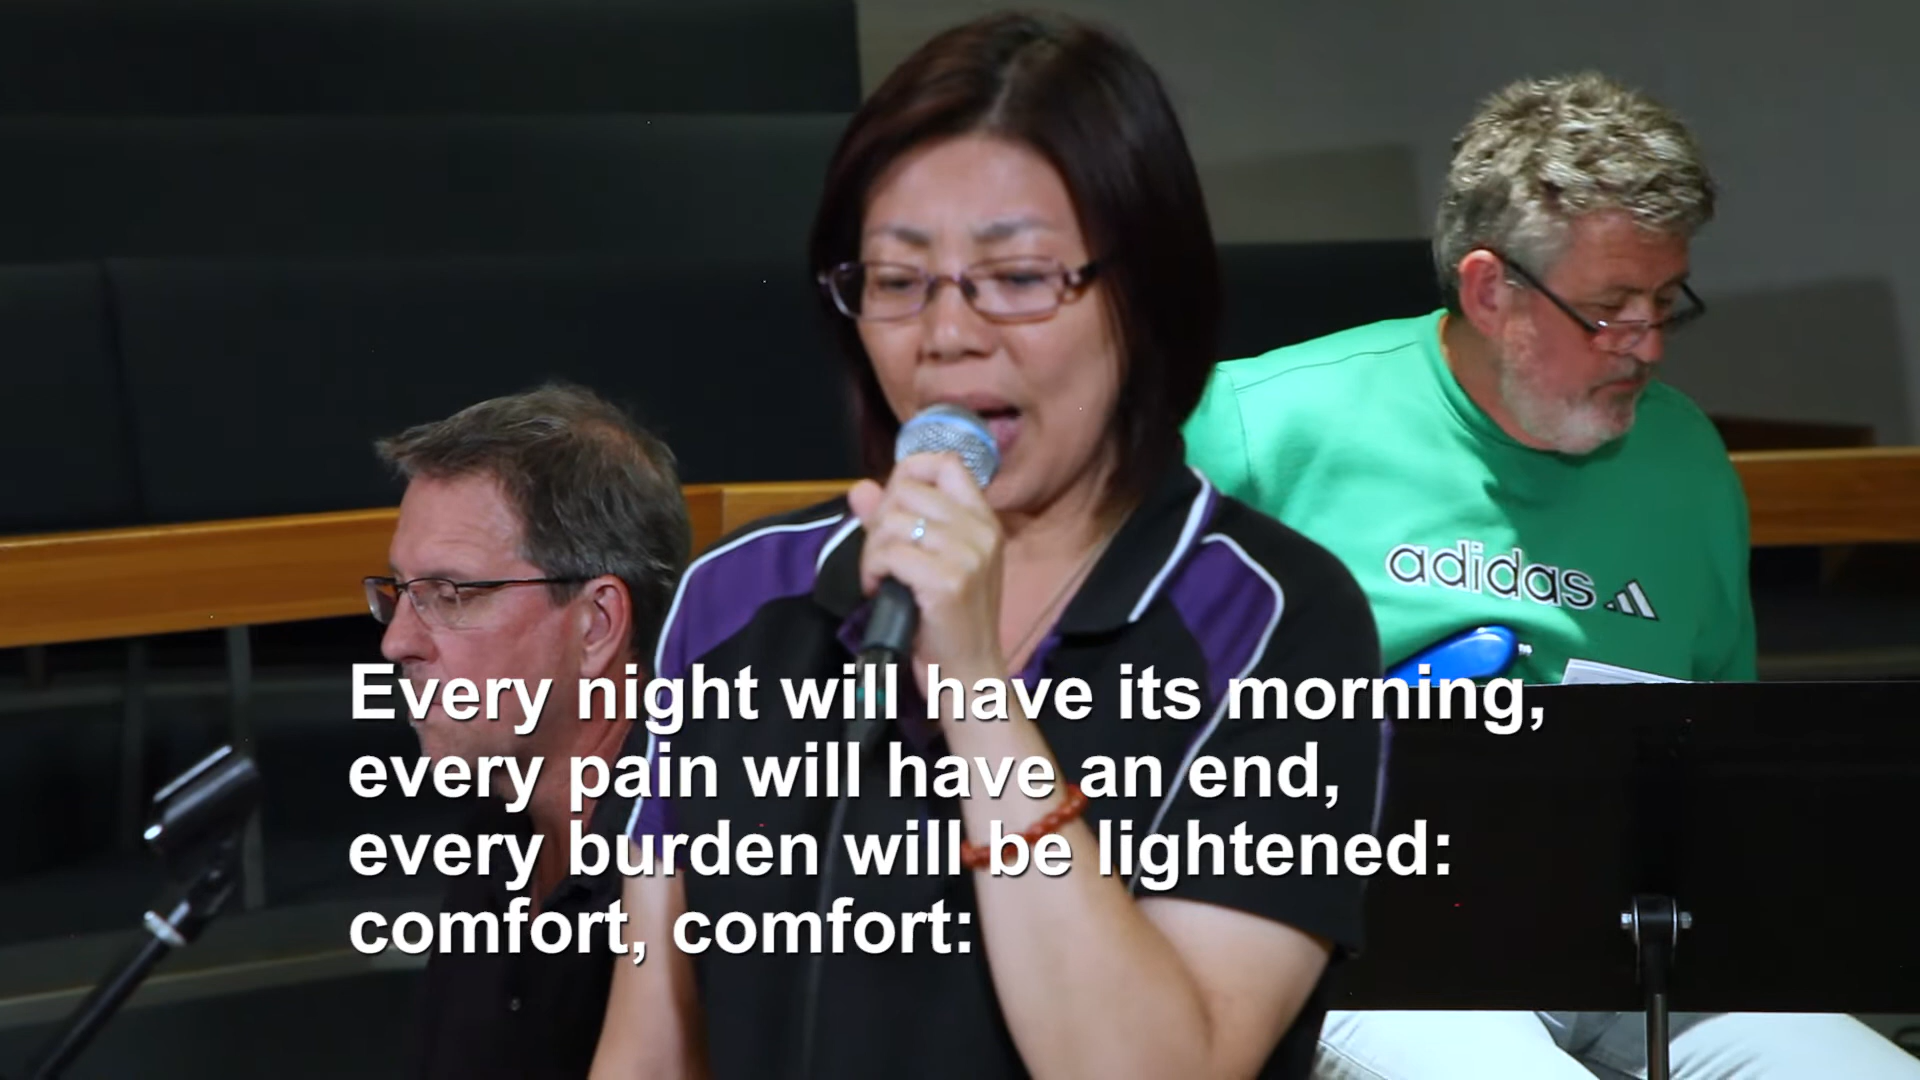 adidas
Every night will have its morning,
every pain will have an end,
every burden will be lightened:
comfort, comfort: